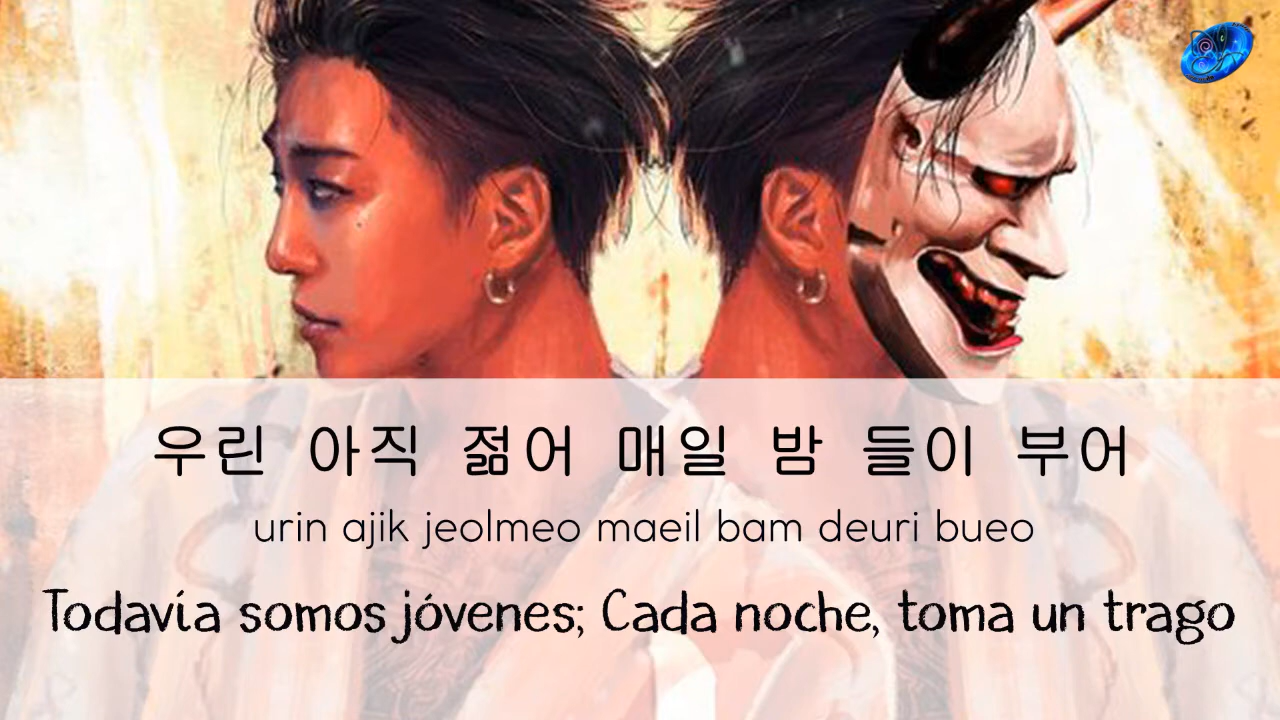 우린 아직 젊어 매일 밤 들이 부어
urin ajik jeolmeo maeil bam deuri bueo
Todavía somos jóvenes; Cada noche, toma un trago